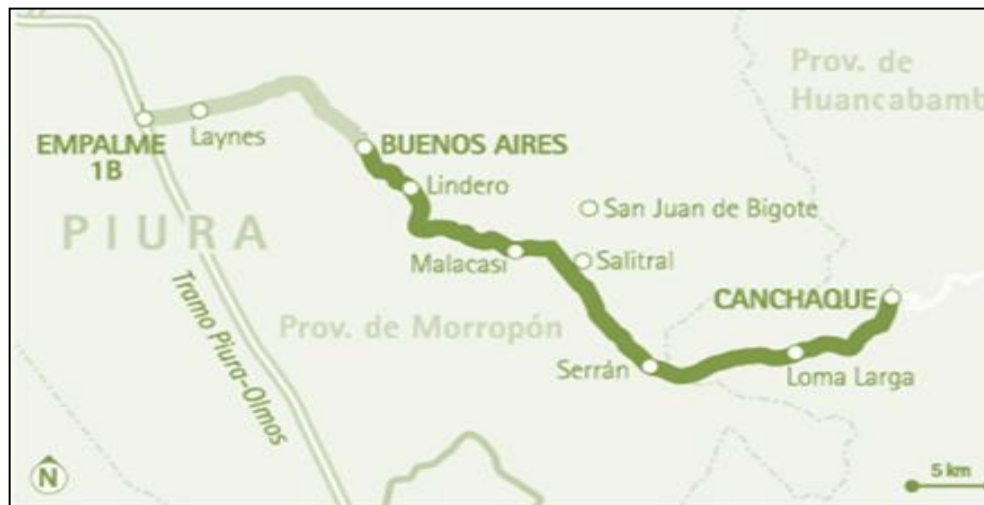 Prov. de
Huancabamb
Laynes
EMPALME
1B
BUENOS AIRES
Lindero
San Juan de Bigote
PIURA
Malacasi
Salitral
Tramo Piura-Olmos
Prov. de Morropón
CANCHAQUE
Serrán
Loma Larga
N
5 km